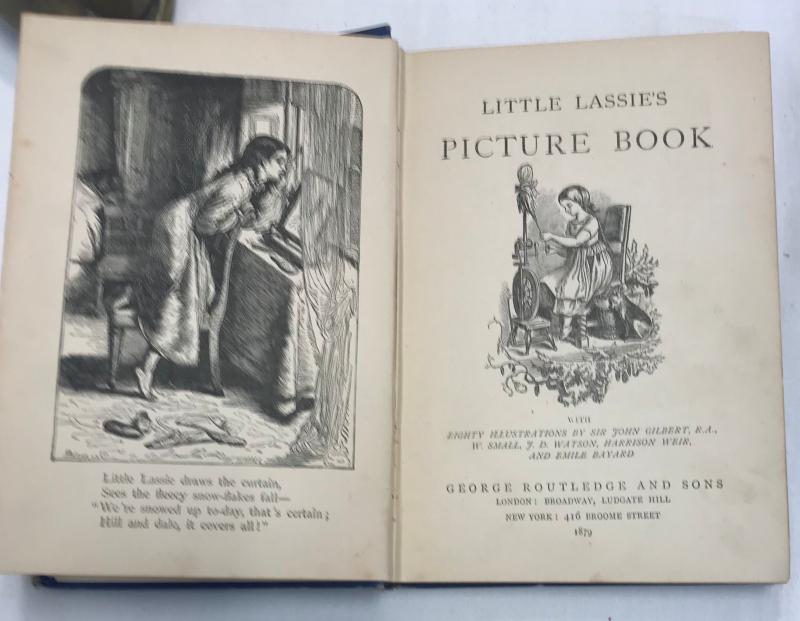 Little Lassie draws the curtain,
Sees the fleecy snow-flakes fall—
"We're snowed up to-day, that's certain;
Hill and dale, it covers all!"
LITTLE LASSIE'S
PICTURE BOOK
WITH
EIGHTY ILLUSTRATIONS BY SIR JOHN GILBERT, R.A.,
W. SMALL, J. D. WATSON, HARRISON WEIR,
AND EMILE BAYARD
GEORGE ROUTLEDGE AND SONS
LONDON: BROADWAY, LUDGATE HILL
NEW YORK: 416 BROOME STREET
1879